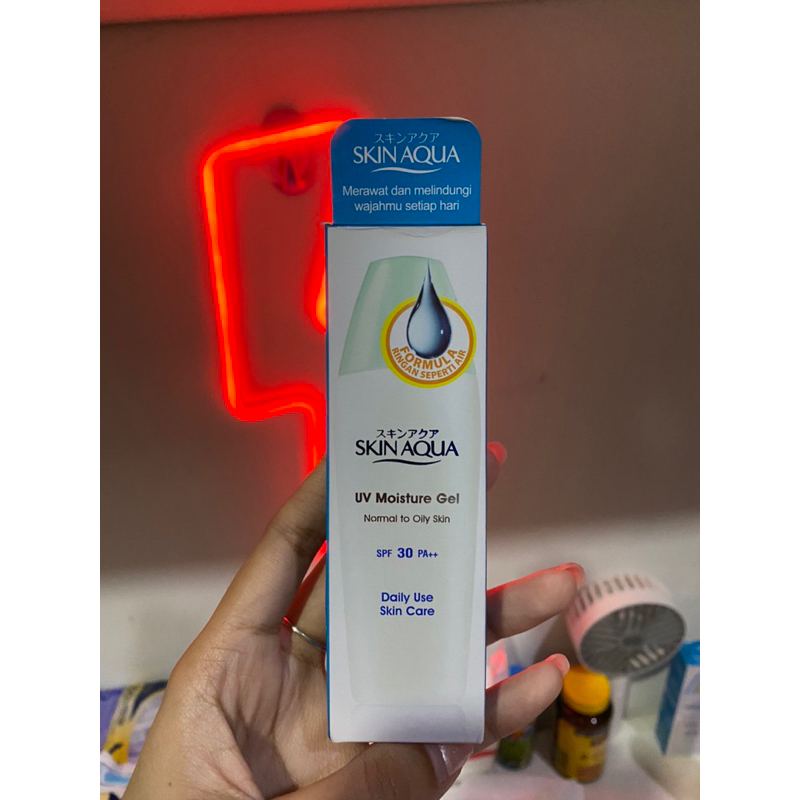 スキンアクア
SKIN AQUA
Merawat dan melindungi
wajahmu setiap hari
FORMULA
RINGAN SEPERTI AIR
スキンアクア
SKIN AQUA
UV Moisture Gel
Normal to Oily Skin
SPF 30 PA++
Daily Use
Skin Care